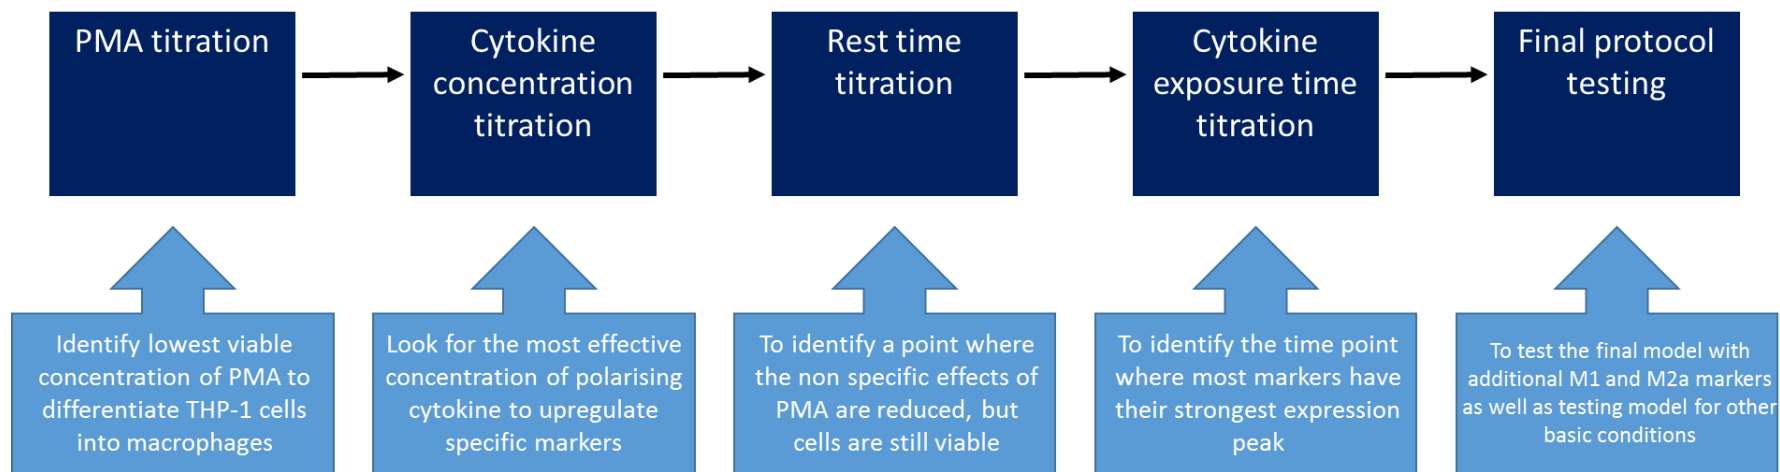 PMA titration
Cytokine
concentration
titration
Rest time
titration
Cytokine
exposure time
titration
Final protocol
testing
Identify lowest viable
concentration of PMA to
differentiate THP-1 cells
into macrophages
Look for the most effective
concentration of polarising
cytokine to upregulate
specific markers
To identify a point where
the non specific effects of
PMA are reduced, but
cells are still viable
To identify the time point
where most markers have
their strongest expression
peak
To test the final model with
additional M1 and M2a markers
as well as testing model for other
basic conditions